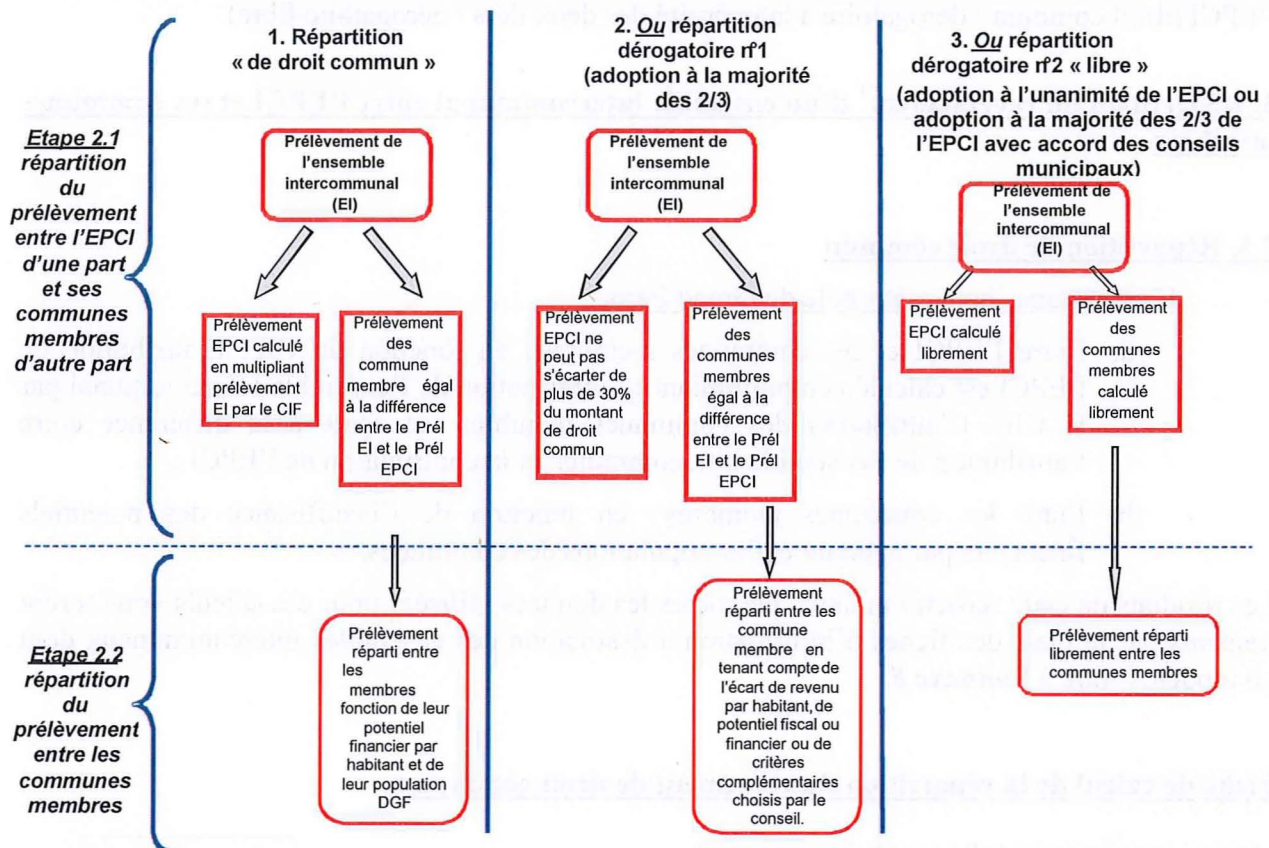 1. Répartition
« de droit commun »
2. Ou répartition
dérogatoire n°1
(adoption à la majorité
des 2/3)
3. Ou répartition
dérogatoire n°2 « libre »
(adoption à l'unanimité de l'EPCI ou
adoption à la majorité des 2/3 de
l'EPCI avec accord des conseils
municipaux)
Etape 2.1
répartition
du
prélèvement
entre l'EPCI
d'une part
et ses
communes
membres
d'autre part
Prélèvement de
l'ensemble
intercommunal
(EI)
Prélèvement
EPCI calculé
en multipliant
prélèvement
EI par le CIF
Prélèvement
des
commune
membre égal
à la différence
entre le Prél
EI et le Prél
EPCI
Prélèvement de
l'ensemble
intercommunal
(EI)
Prélèvement
EPCI ne
peut pas
s'écarter de
plus de 30%
du montant
de droit
commun
Prélèvement
des
communes
membres
égal à la
différence
entre le Prél
EI et le Prél
EPCI
Prélèvement de
l'ensemble
intercommunal
(EI)
Prélèvement
EPCI calculé
librement
Prélèvement
des
communes
membres
calculé
librement
Etape 2.2
répartition
du
prélèvement
entre les
communes
membres
Prélèvement
réparti entre
les
membres
fonction de leur
potentiel
financier par
habitant et de
leur population
DGF
Prélèvement
réparti entre les
commune
membre en
tenant compte de
l'écart de revenu
par habitant, de
potentiel fiscal ou
financier ou de
critères
complémentaires
choisis par le
conseil.
Prélèvement réparti
librement entre les
communes membres